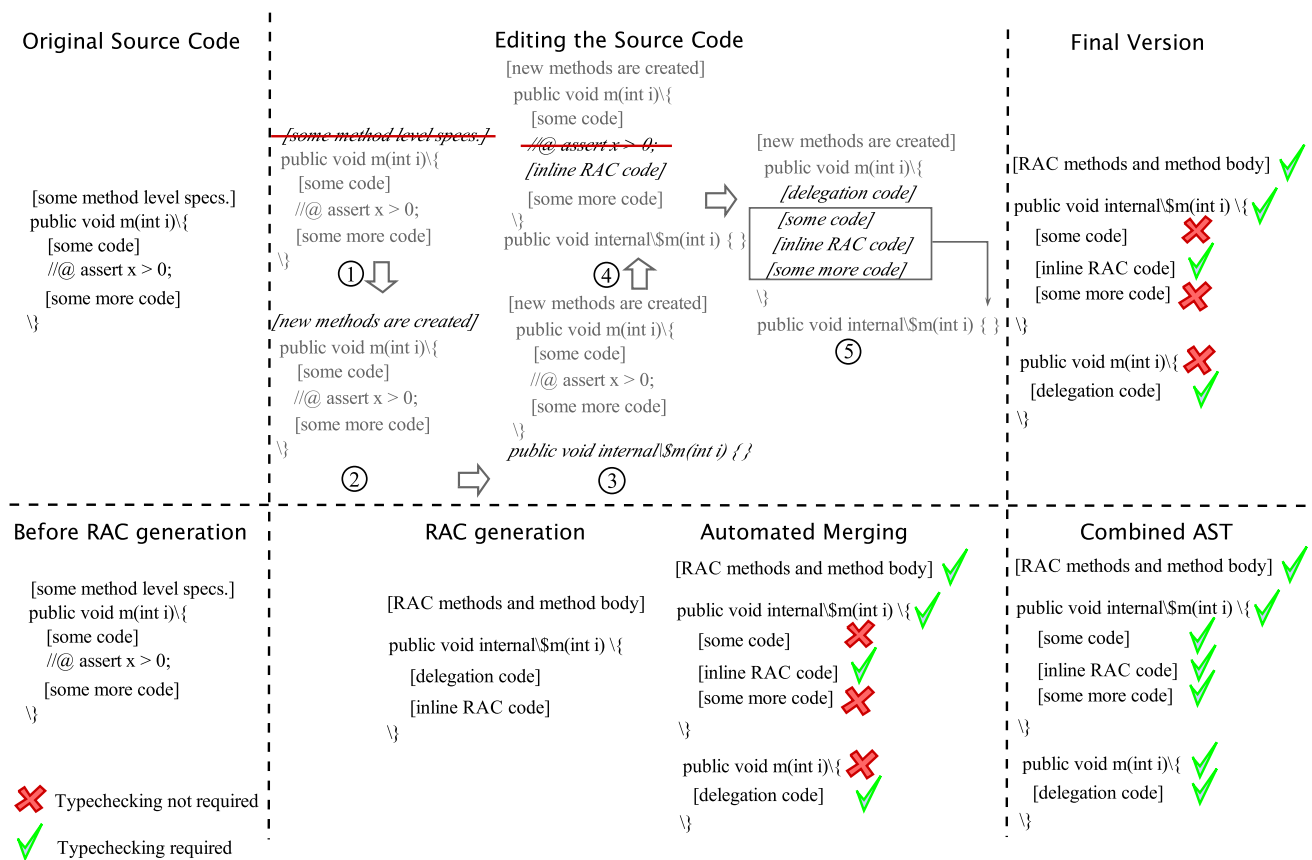 Original Source Code
[some method level specs.]
public void m(int i)\{
[some code]
//@ assert x > 0;
[some more code]
\}
Editing the Source Code
[some method level specs.]
public void m(int i)\{
[some code]
//@ assert x > 0;
[some more code]
\}
1
[new methods are created]
public void m(int i)\{
[some code]
//@ assert x > 0;
[some more code]
\}
2
[new methods are created]
public void m(int i)\{
[some code]
//@ assert x > 0;
[some more code]
\}
public void internal\$m(int i) { }
3
[new methods are created]
public void m(int i)\{
[some code]
//@ assert x > 0;
[inline RAC code]
[some more code]
\}
public void internal\$m(int i) { }
4
[new methods are created]
public void m(int i)\{
[delegation code]
[some code]
[inline RAC code]
[some more code]
\}
public void internal\$m(int i) { }
5
Final Version
[RAC methods and method body]
public void internal\$m(int i) \{
[some code]
[inline RAC code]
[some more code]
\}
public void m(int i)\{
[delegation code]
\}
Before RAC generation
[some method level specs.]
public void m(int i)\{
[some code]
//@ assert x > 0;
[some more code]
\}
Typechecking not required
Typechecking required
RAC generation
[RAC methods and method body]
public void internal\$m(int i) \{
[delegation code]
[inline RAC code]
\}
Automated Merging
[RAC methods and method body]
public void internal\$m(int i) \{
[some code]
[inline RAC code]
[some more code]
\}
public void m(int i)\{
[delegation code]
\}
Combined AST
[RAC methods and method body]
public void internal\$m(int i) \{
[some code]
[inline RAC code]
[some more code]
\}
public void m(int i)\{
[delegation code]
\}